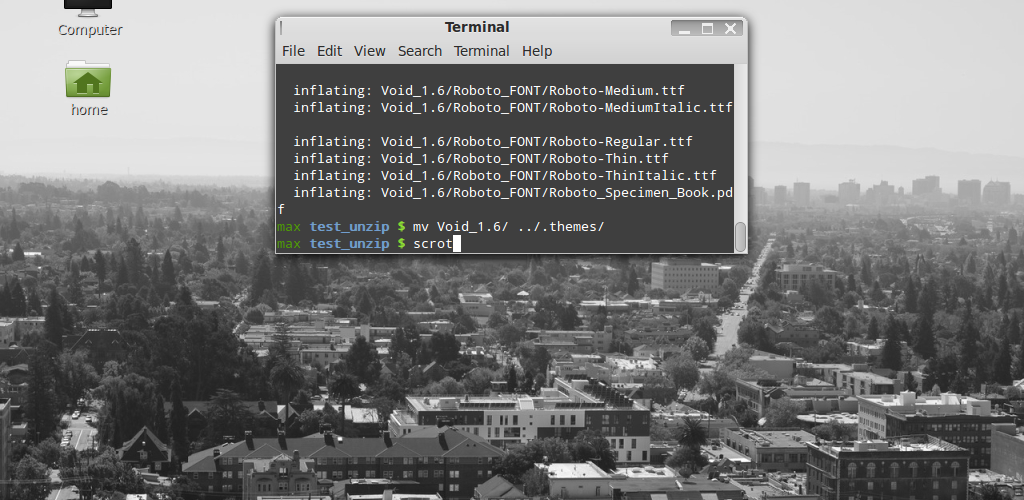 Computer
home
Terminal
File Edit View Search Terminal Help
inflating: Void_1.6/Roboto_FONT/Roboto-Medium.ttf
inflating: Void_1.6/Roboto_FONT/Roboto-MediumItalic.ttf
inflating: Void_1.6/Roboto_FONT/Roboto-Regular.ttf
inflating: Void_1.6/Roboto_FONT/Roboto-Thin.ttf
inflating: Void_1.6/Roboto_FONT/Roboto-ThinItalic.ttf
inflating: Void_1.6/Roboto_FONT/Roboto_Specimen_Book.pd
f
max test_unzip $ mv Void_1.6/ ../.themes/
max test_unzip $ scrot